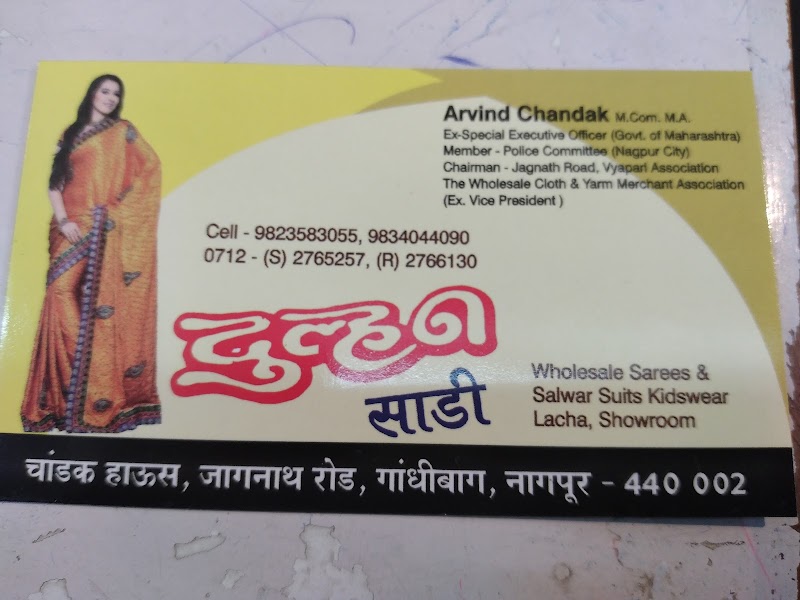 Arvind Chandak M.Com. M.A.
Ex-Special Executive Officer (Govt. of Maharashtra)
Member - Police Committee (Nagpur City)
Chairman - Jagnath Road, Vyapari Association
The Wholesale Cloth & Yarm Merchant Association
(Ex. Vice President )
Cell - 9823583055, 9834044090
0712 - (S) 2765257, (R) 2766130
दुल्हन
साडी
Wholesale Sarees &
Salwar Suits Kidswear
Lacha, Showroom
चांडक हाऊस, जागनाथ रोड, गांधीबाग, नागपूर - 440 002